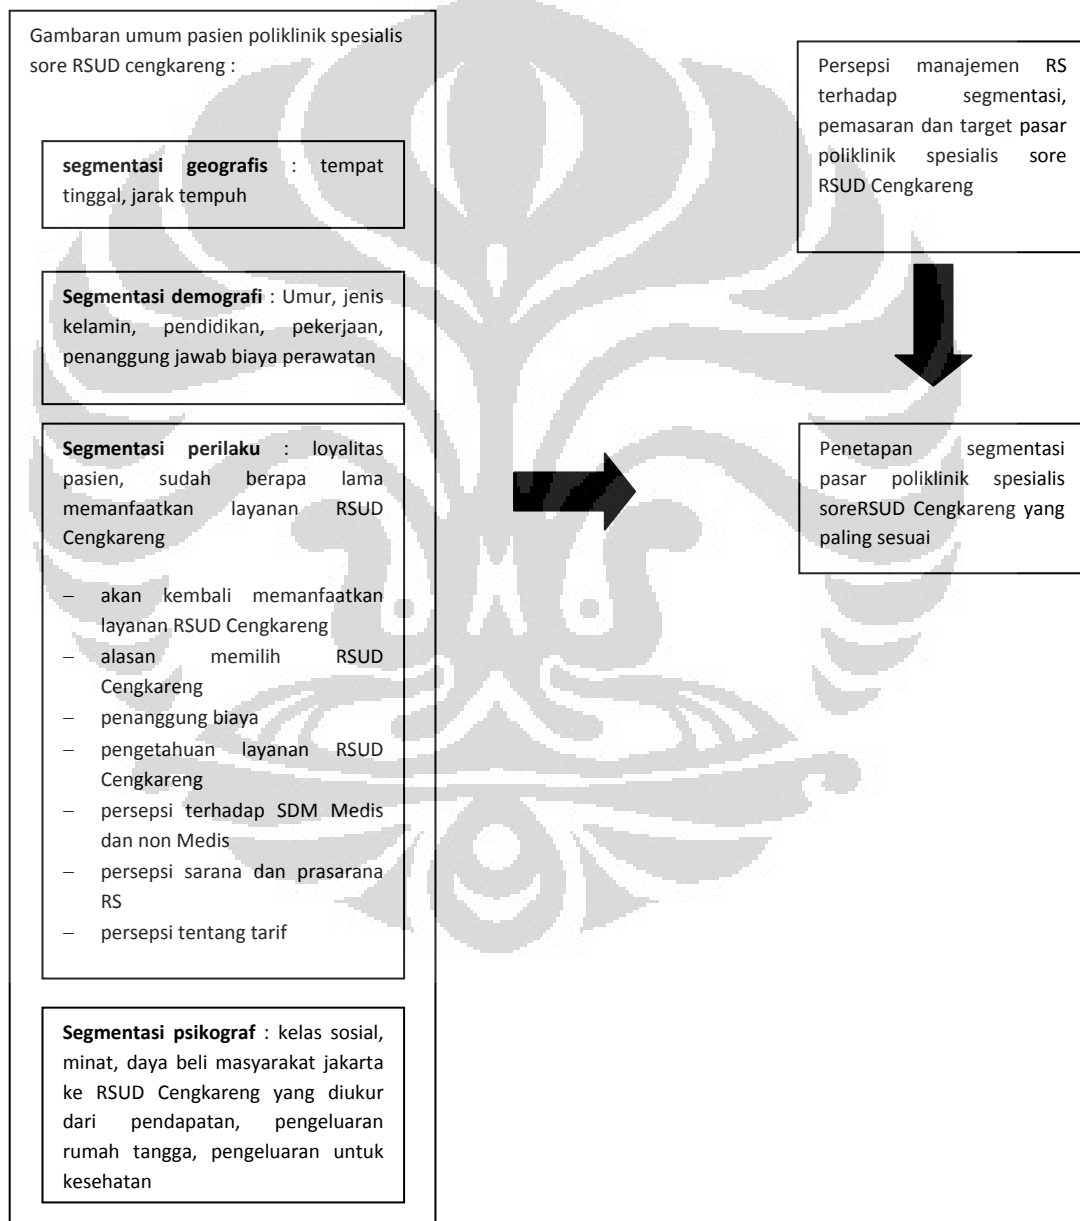 Gambaran umum pasien poliklinik spesialis
sore RSUD cengkareng :
segmentasi geografis : tempat
tinggal, jarak tempuh
Segmentasi demografi : Umur, jenis
kelamin, pendidikan, pekerjaan,
penanggung jawab biaya perawatan
Segmentasi perilaku : loyalitas
pasien, sudah berapa lama
memanfaatkan layanan RSUD
Cengkareng
– akan kembali memanfaatkan
layanan RSUD Cengkareng
– alasan memilih RSUD
Cengkareng
– penanggung biaya
– pengetahuan layanan RSUD
Cengkareng
– persepsi terhadap SDM Medis
dan non Medis
– persepsi sarana dan prasarana
RS
– persepsi tentang tarif
Segmentasi psikograf : kelas sosial,
minat, daya beli masyarakat jakarta
ke RSUD Cengkareng yang diukur
dari pendapatan, pengeluaran
rumah tangga, pengeluaran untuk
kesehatan
Persepsi manajemen RS
terhadap segmentasi,
pemasaran dan target pasar
poliklinik spesialis sore
RSUD Cengkareng
Penetapan segmentasi
pasar poliklinik spesialis
soreRSUD Cengkareng yang
paling sesuai